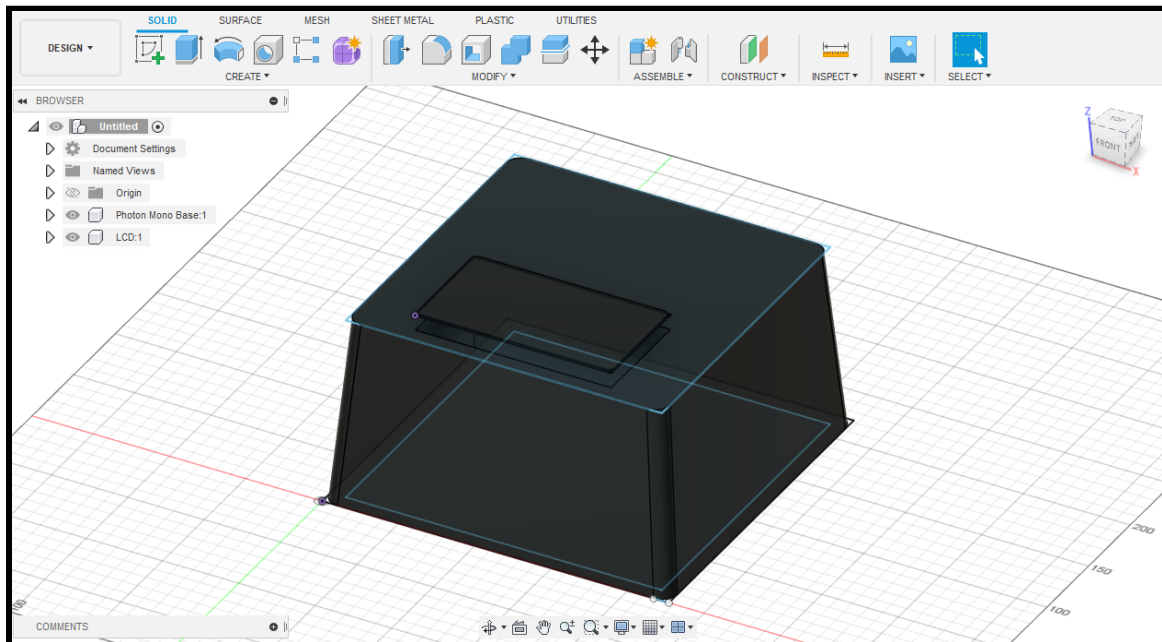 SOLID SURFACE MESH SHEET METAL PLASTIC UTILITIES
DESIGN ▾
CREATE ▾ MODIFY ▾ ASSEMBLE ▾ CONSTRUCT ▾ INSPECT ▾ INSERT ▾ SELECT ▾
BROWSER
Untitled
Document Settings
Named Views
Origin
Photon Mono Base:1
LCD:1
Z
TOP
FRONT
X
200
150
100
COMMENTS